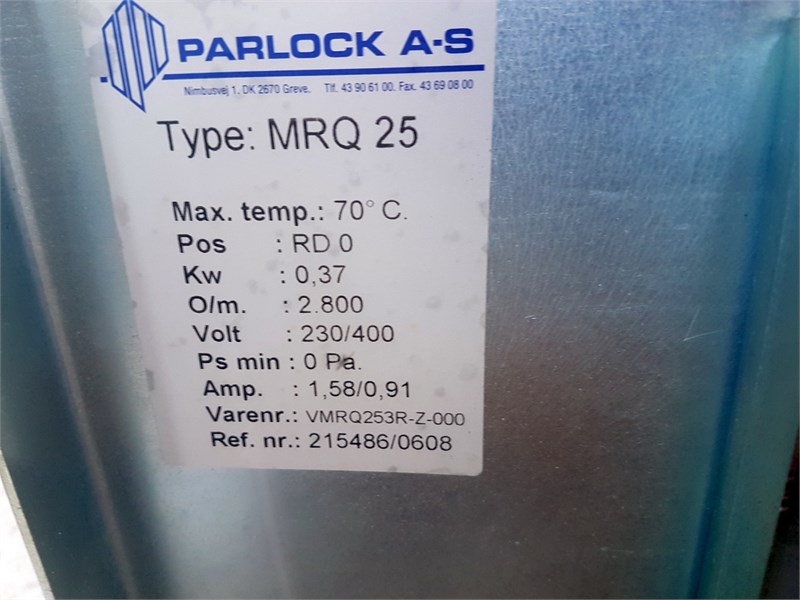 PARLOCK A-S
Nimbusvej 1, DK 2670 Greve. Tlf. 43 90 61 00. Fax. 43 69 08 00
Type: MRQ 25
Max. temp.: 70° C.
Pos : RD 0
Kw : 0,37
O/m. : 2.800
Volt : 230/400
Ps min : 0 Pa.
Amp. : 1,58/0,91
Varenr.: VMRQ253R-Z-000
Ref. nr.: 215486/0608